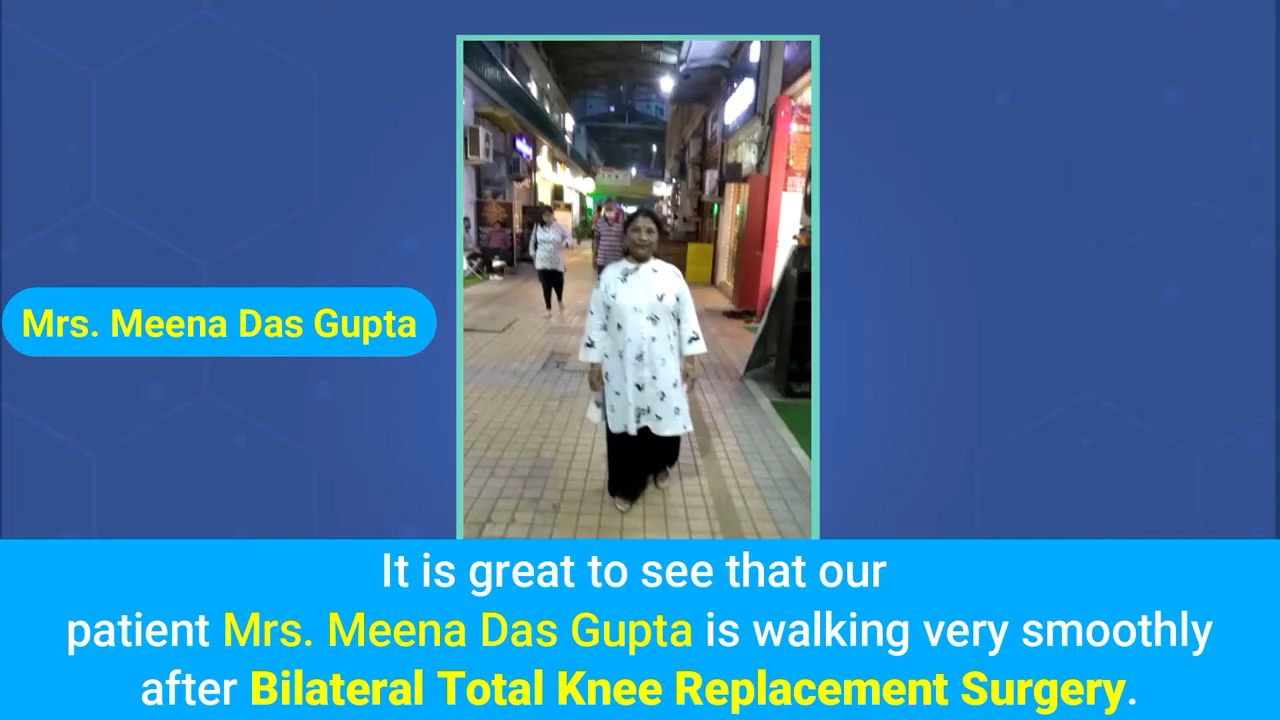 Mrs. Meena Das Gupta
It is great to see that our
patient Mrs. Meena Das Gupta is walking very smoothly
after Bilateral Total Knee Replacement Surgery.